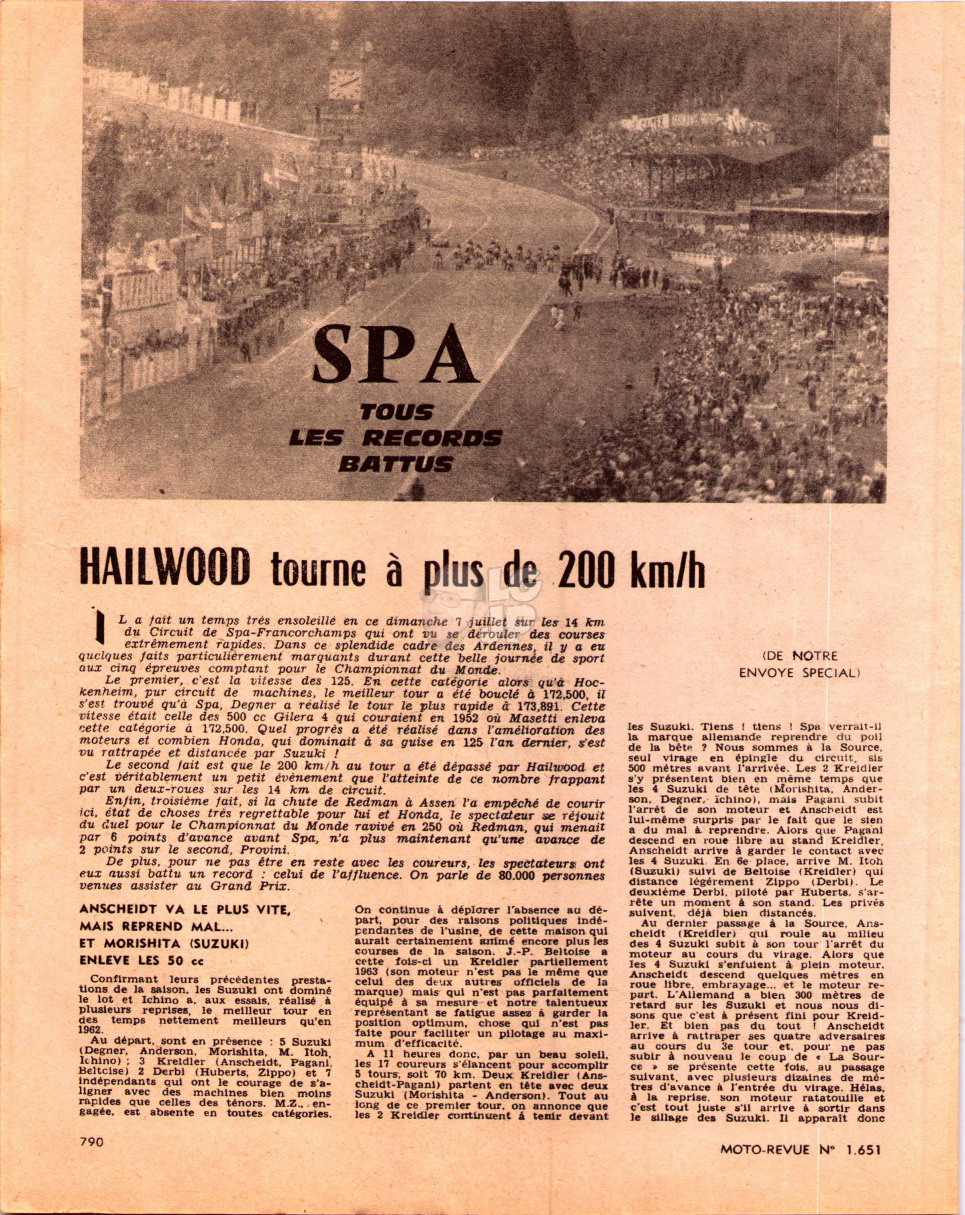 SPA
TOUS
LES RECORDS
BATTUS
HAILWOOD tourne à plus de 200 km/h
IL a fait un temps très ensoleillé en ce dimanche 7 juillet sur les 14 km
du Circuit de Spa-Francorchamps qui ont vu se dérouler des courses
extrêmement rapides. Dans ce splendide cadre des Ardennes, il y a eu
quelques faits particulièrement marquants durant cette belle journée de sport
aux cinq épreuves comptant pour le Championnat du Monde.
Le premier, c'est la vitesse des 125. En cette catégorie alors qu'à Hoc-
kenheim, pur circuit de machines, le meilleur tour a été bouclé à 172,500, il
s'est trouvé qu'à Spa, Degner a réalisé le tour le plus rapide à 173,891. Cette
vitesse était celle des 500 cc Gilera 4 qui couraient en 1952 où Masetti enleva
cette catégorie à 172,500. Quel progrès a été réalisé dans l'amélioration des
moteurs et combien Honda, qui dominait à sa guise en 125 l'an dernier, s'est
vu rattrapée et distancée par Suzuki !
Le second fait est que le 200 km/h au tour a été dépassé par Hailwood et
c'est véritablement un petit évènement que l'atteinte de ce nombre frappant
par un deux-roues sur les 14 km de circuit.
Enfin, troisième fait, si la chute de Redman à Assen l'a empêché de courir
ici, état de choses très regrettable pour lui et Honda, le spectateur se réjouit
du duel pour le Championnat du Monde ravivé en 250 où Redman, qui menait
par 6 points d'avance avant Spa, n'a plus maintenant qu'une avance de
2 points sur le second, Provini.
De plus, pour ne pas être en reste avec les coureurs, les spectateurs ont
eux aussi battu un record : celui de l'affluence. On parle de 80.000 personnes
venues assister au Grand Prix.
(DE NOTRE
ENVOYE SPECIAL)
ANSCHEIDT VA LE PLUS VITE,
MAIS REPREND MAL...
ET MORISHITA (SUZUKI)
ENLEVE LES 50 cc
Confirmant leurs précédentes presta-
tions de la saison, les Suzuki ont dominé
le lot et Ichino a, aux essais, réalisé à
plusieurs reprises, le meilleur tour en
des temps nettement meilleurs qu'en
1962.
Au départ, sont en présence : 5 Suzuki
(Degner, Anderson, Morishita, M. Itoh,
Ichino) ; 3 Kreidler (Anscheidt, Pagani,
Beltoise) 2 Derbi (Huberts, Zippo) et 7
indépendants qui ont le courage de s'a-
ligner avec des machines bien moins
rapides que celles des ténors. M.Z., en-
gagée, est absente en toutes catégories.
On continue à déplorer l'absence au dé-
part, pour des raisons politiques indé-
pendantes de l'usine, de cette maison qui
aurait certainement animé encore plus les
courses de la saison. J.-P. Beltoise a
cette fois-ci un Kreidler partiellement
1963 (son moteur n'est pas le même que
celui des deux autres officiels de la
marque) mais qui n'est pas parfaitement
équipé à sa mesure et notre talentueux
représentant se fatigue assez à garder la
position optimum, chose qui n'est pas
faite pour faciliter un pilotage au maxi-
mum d'efficacité.
A 11 heures donc, par un beau soleil,
les 17 coureurs s'élancent pour accomplir
5 tours, soit 70 km. Deux Kreidler (Ans-
cheidt-Pagani) partent en tête avec deux
Suzuki (Morishita - Anderson). Tout au
long de ce premier tour, on annonce que
les 2 Kreidler continuent à tenir devant
les Suzuki. Tiens ! tiens ! Spa verrait-il
la marque allemande reprendre du poil
de la bête ? Nous sommes à la Source,
seul virage en épingle du circuit, sis
500 mètres avant l'arrivée. Les 2 Kreidler
s'y présentent bien en même temps que
les 4 Suzuki de tête (Morishita, Ander-
son, Degner, Ichino), mais Pagani subit
l'arrêt de son moteur et Anscheidt est
lui-même surpris par le fait que le sien
a du mal à reprendre. Alors que Pagani
descend en roue libre au stand Kreidler,
Anscheidt arrive à garder le contact avec
les 4 Suzuki. En 6e place, arrive M. Itoh
(Suzuki) suivi de Beltoise (Kreidler) qui
distance légèrement Zippo (Derbi). Le
deuxième Derbi, piloté par Huberts, s'ar-
rête un moment à son stand. Les privés
suivent, déjà bien distancés.
Au dernier passage à la Source, Ans-
cheidt (Kreidler) qui roule au milieu
des 4 Suzuki subit à son tour l'arrêt du
moteur au cours du virage. Alors que
les 4 Suzuki s'enfuient à plein moteur,
Anscheidt descend quelques mètres en
roue libre, embrayage... et le moteur re-
part. L'Allemand a bien 300 mètres de
retard sur les Suzuki et nous nous di-
sons que c'est à présent fini pour Kreid-
ler. Et bien pas du tout ! Anscheidt
arrive à rattraper ses quatre adversaires
au cours du 3e tour et, pour ne pas
subir à nouveau le coup de « La Sour-
ce » se présente cette fois, au passage
suivant, avec plusieurs dizaines de mè-
tres d'avance à l'entrée du virage. Hélas,
à la reprise, son moteur ratatouille et
c'est tout juste s'il arrive à sortir dans
le sillage des Suzuki. Il apparaît donc
790
MOTO-REVUE N° 1.651